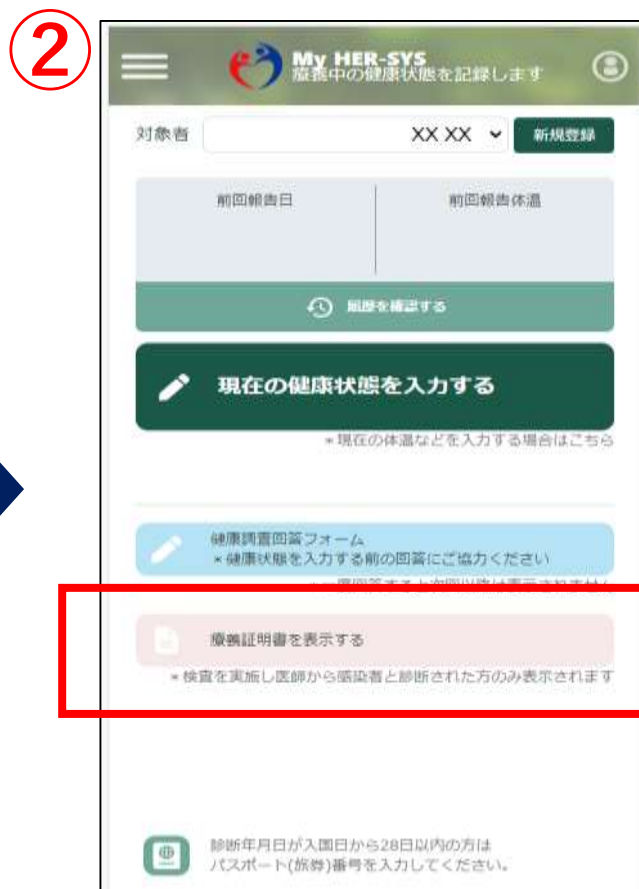 ②
My HER-SYS
療養中の健康状態を記録します
対象者
XX XX
新規登録
前回報告日
前回報告体温
履歴を確認する
現在の健康状態を入力する
*現在の体温などを入力する場合はこちら
健康調査回答フォーム
*健康状態を入力する前の回答にご協力ください
療養証明書を表示する
*検査を実施し医師から感染者と診断された方のみ表示されます
診断年月日が入国日から28日以内の方は
パスポート(旅券)番号を入力してください。